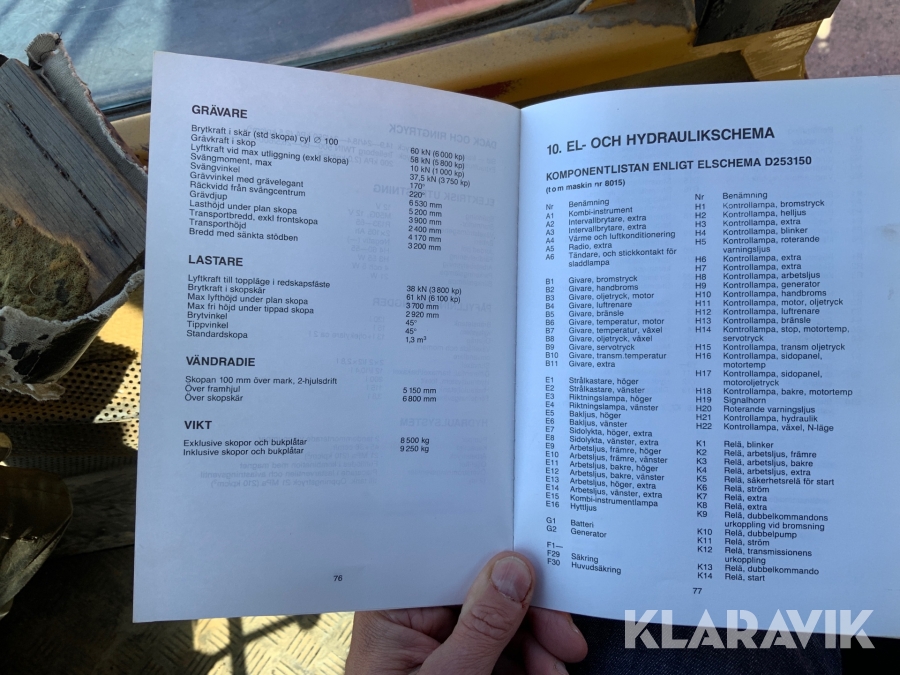 GRÄVARE
Brytkraft i skär (std skopa) cyl ∅ 100 60 kN (6 000 kp)
Grävkraft i skop 58 kN (5 800 kp)
Lyftkraft vid max utliggning (exkl skopa) 10 kN (1 000 kp)
Svängmoment, max 37,5 kN (3 750 kp)
Svängvinkel 170°
Grävvinkel med grävelegant 220°
Räckvidd från svängcentrum 6 530 mm
Grävdjup 5 200 mm
Lasthöjd under plan skopa 3 900 mm
Transportbredd, exkl frontskopa 2 400 mm
Transporthöjd 4 170 mm
Bredd med sänkta stödben 3 200 mm
LASTARE
Lyftkraft till toppläge i redskapsfäste 38 kN (3 800 kp)
Brytkraft i skopskär 61 kN (6 100 kp)
Max lyfthöjd under plan skopa 3 700 mm
Max fri höjd under tippad skopa 2 920 mm
Brytvinkel 45°
Tippvinkel 45°
Standardskopa 1,3 m³
VÄNDRADIE
Skopan 100 mm över mark, 2-hjulsdrift
Över framhjul 5 150 mm
Över skopskär 6 800 mm
VIKT
Exklusive skopor och bukplåtar 8 500 kg
Inklusive skopor och bukplåtar 9 250 kg
76
10. EL- OCH HYDRAULIKSCHEMA
KOMPONENTLISTAN ENLIGT ELSCHEMA D253150
(t o m maskin nr 8015)
Nr Benämning
A1 Kombi-instrument
A2 Intervallbrytare, extra
A3 Intervallbrytare, extra
A4 Värme och luftkonditionering
A5 Radio, extra
A6 Tändare, och stickkontakt för
sladdlampa
B1 Givare, bromstryck
B2 Givare, handbroms
B3 Givare, oljetryck, motor
B4 Givare, luftrenare
B5 Givare, bränsle
B6 Givare, temperatur, motor
B7 Givare, temperatur, växel
B8 Givare, oljetryck, växel
B9 Givare, servotryck
B10 Givare, transm.temperatur
B11 Givare, extra
E1 Strålkastare, höger
E2 Strålkastare, vänster
E3 Riktningslampa, höger
E4 Riktningslampa, vänster
E5 Bakljus, höger
E6 Bakljus, vänster
E7 Sidolykta, höger, extra
E8 Sidolykta, vänster, extra
E9 Arbetsljus, främre, höger
E10 Arbetsljus, främre, vänster
E11 Arbetsljus, bakre, höger
E12 Arbetsljus, bakre, vänster
E13 Arbetsljus, höger, extra
E14 Arbetsljus, vänster, extra
E15 Kombi-instrumentlampa
E16 Hyttljus
G1 Batteri
G2 Generator
F1—
F29 Säkring
F30 Huvudsäkring
Nr Benämning
H1 Kontrollampa, bromstryck
H2 Kontrollampa, helljus
H3 Kontrollampa, extra
H4 Kontrollampa, blinker
H5 Kontrollampa, roterande
varningsljus
H6 Kontrollampa, extra
H7 Kontrollampa, extra
H8 Kontrollampa, arbetsljus
H9 Kontrollampa, generator
H10 Kontrollampa, handbroms
H11 Kontrollampa, motor, oljetryck
H12 Kontrollampa, luftrenare
H13 Kontrollampa, bränsle
H14 Kontrollampa, stop, motortemp,
servotryck
H15 Kontrollampa, transm oljetryck
H16 Kontrollampa, sidopanel,
motortemp
H17 Kontrollampa, sidopanel,
motoroljetryck
H18 Kontrollampa, bakre, motortemp
H19 Signalhorn
H20 Roterande varningsljus
H21 Kontrollampa, hydraulik
H22 Kontrollampa, växel, N-läge
K1 Relä, blinker
K2 Relä, arbetsljus, främre
K3 Relä, arbetsljus, bakre
K4 Relä, arbetsljus, extra
K5 Relä, säkerhetsrelä för start
K6 Relä, ström
K7 Relä, extra
K8 Relä, extra
K9 Relä, dubbelkommandons
urkoppling vid bromsning
K10 Relä, dubbelpump
K11 Relä, ström
K12 Relä, transmissionens
urkoppling
K13 Relä, dubbelkommando
K14 Relä, start
77
KLARAVIK